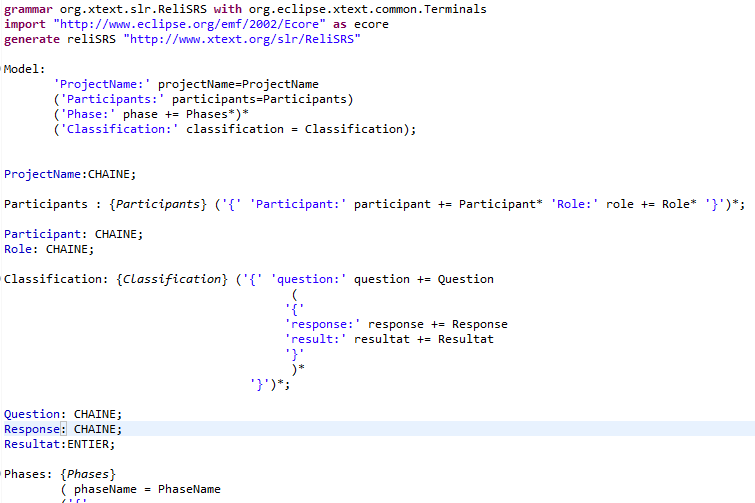 grammar org.xtext.slr.ReliSRS with org.eclipse.xtext.common.Terminals
import "http://www.eclipse.org/emf/2002/Ecore" as ecore
generate reliSRS "http://www.xtext.org/slr/ReliSRS"
Model:
'ProjectName:' projectName=ProjectName
('Participants:' participants=Participants)
('Phase:' phase += Phases*)*
('Classification:' classification = Classification);
ProjectName:CHAINE;
Participants : {Participants} ('{' 'Participant:' participant += Participant* 'Role:' role += Role* '}')*;
Participant: CHAINE;
Role: CHAINE;
Classification: {Classification} ('{' 'question:' question += Question
(
'{'
'response:' response += Response
'result:' resultat += Resultat
'}'
)*
'}')*;
Question: CHAINE;
Response: CHAINE;
Resultat:ENTIER;
Phases: {Phases}
( phaseName = PhaseName
('{'